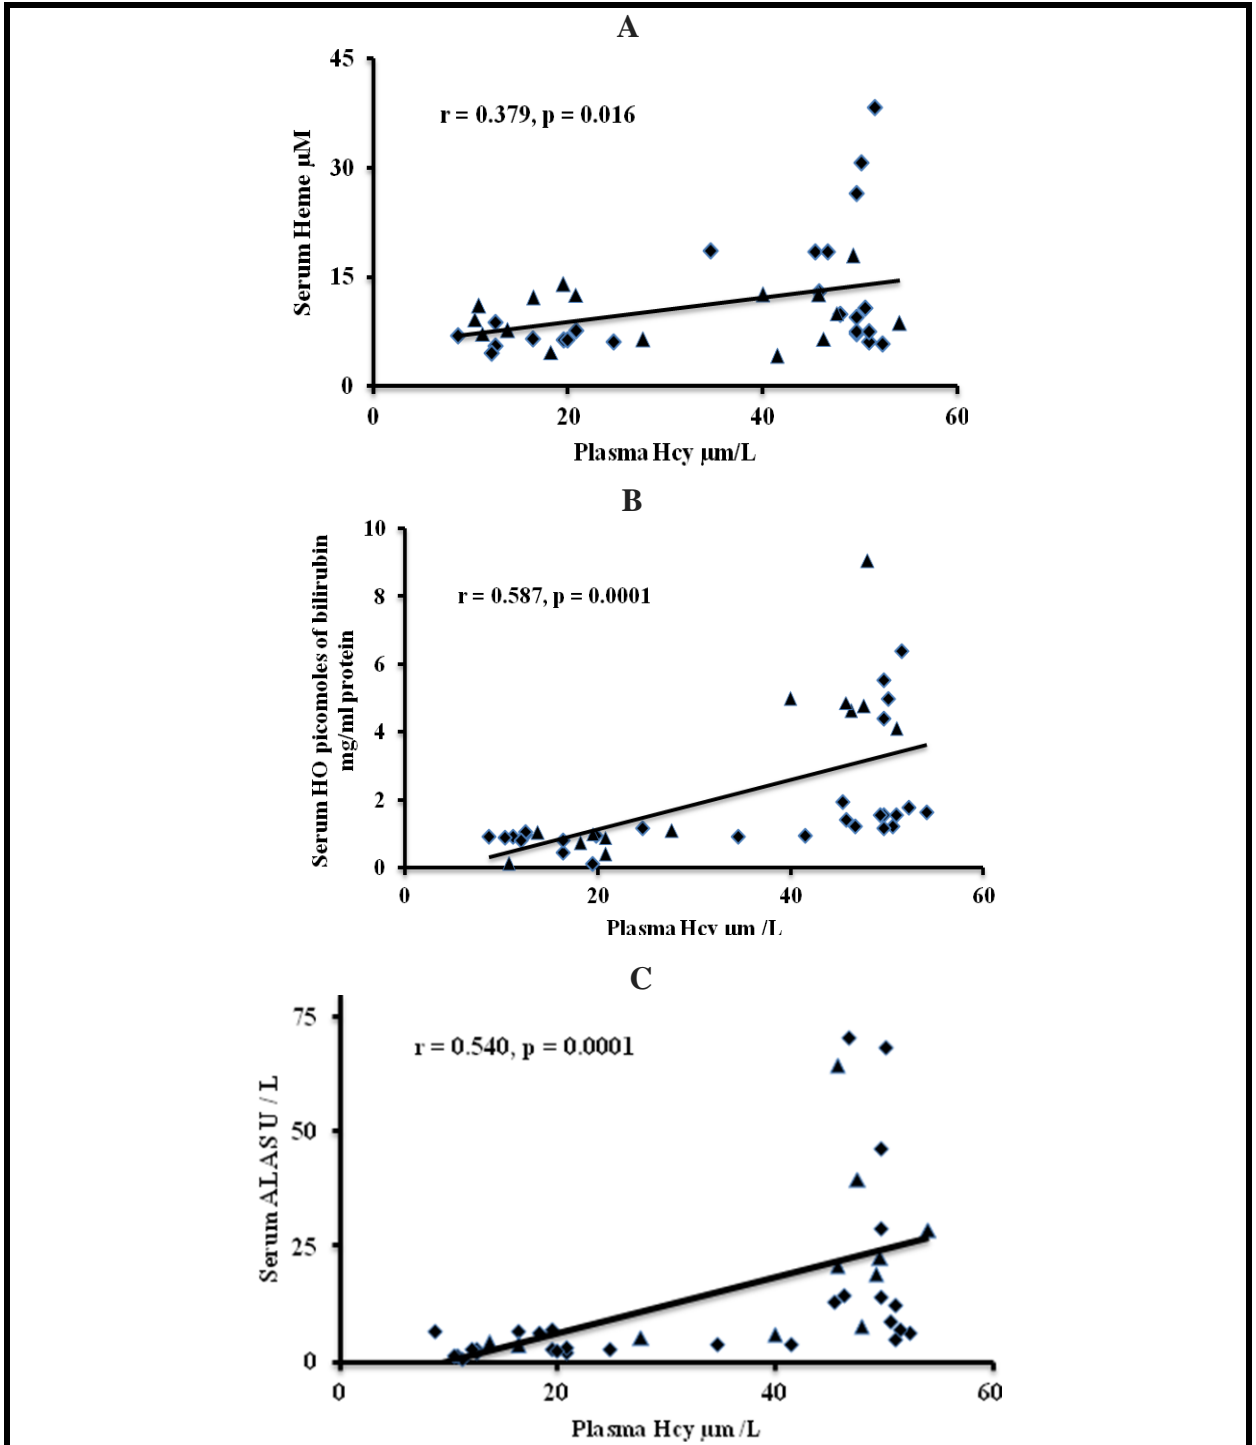 A
45
r = 0.379, p = 0.016
30
15
0
Serum Heme µM
0 20 40 60
Plasma Hcy µm/L
B
10
r = 0.587, p = 0.0001
8
6
4
2
0
Serum HO picomoles of bilirubin
mg/ml protein
0 20 40 60
Plasma Hcy µm /L
C
75
r = 0.540, p = 0.0001
50
25
0
Serum ALAS U / L
0 20 40 60
Plasma Hcy µm /L